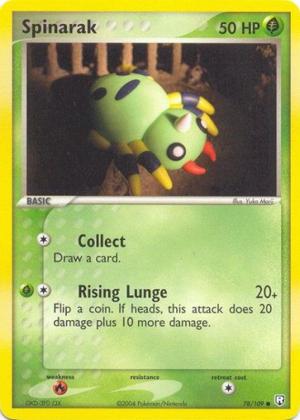 Spinarak
50 HP
BASIC
Illus. Yuka Morii
Collect
Draw a card.
Rising Lunge 20+
Flip a coin. If heads, this attack does 20
damage plus 10 more damage.
weakness resistance retreat cost
©2004 Pokémon/Nintendo
78/109 ●
R